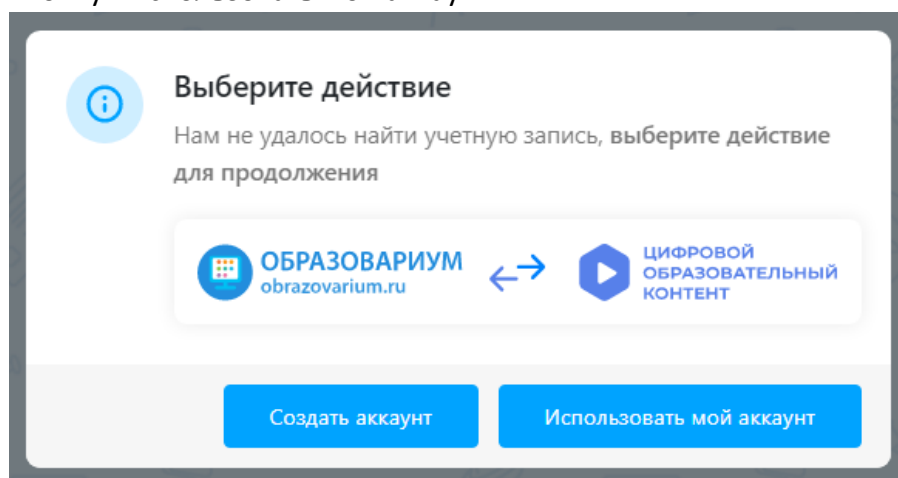 Выберите действие
Нам не удалось найти учетную запись, выберите действие
для продолжения
ОБРАЗОВАРИУМ
obrazovarium.ru
ЦИФРОВОЙ
ОБРАЗОВАТЕЛЬНЫЙ
КОНТЕНТ
Создать аккаунт
Использовать мой аккаунт